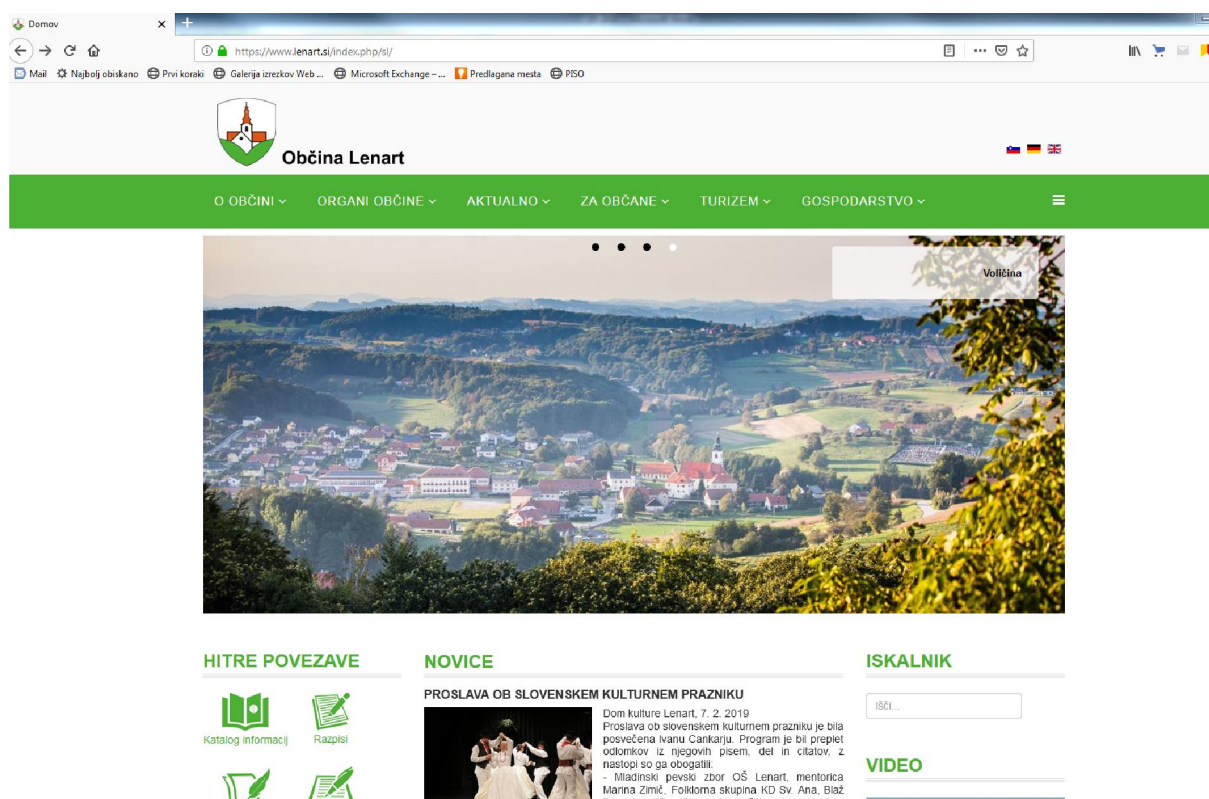 Domov
https://www.lenart.si/index.php/sl/
Mail Najbolj obiskano Prvi koraki Galerija izrezkov Web ... Microsoft Exchange – ... Predlagana mesta PISO
Občina Lenart
O OBČINI ORGANI OBČINE AKTUALNO ZA OBČANE TURIZEM GOSPODARSTVO
Voličina
HITRE POVEZAVE
Katalog informacij Razpisi
NOVICE
PROSLAVA OB SLOVENSKEM KULTURNEM PRAZNIKU
Dom kulture Lenart, 7. 2. 2019
Proslava ob slovenskem kulturnem prazniku je bila
posvečena Ivanu Cankarju. Program je bil preplet
odlomkov iz njegovih pisem, del in citatov, z
nastopi so ga obogatili:
- Mladinski pevski zbor OŠ Lenart, mentorica
Marina Zimič, Folklorna skupina KD Sv. Ana, Blaž
ISKALNIK
Išči...
VIDEO